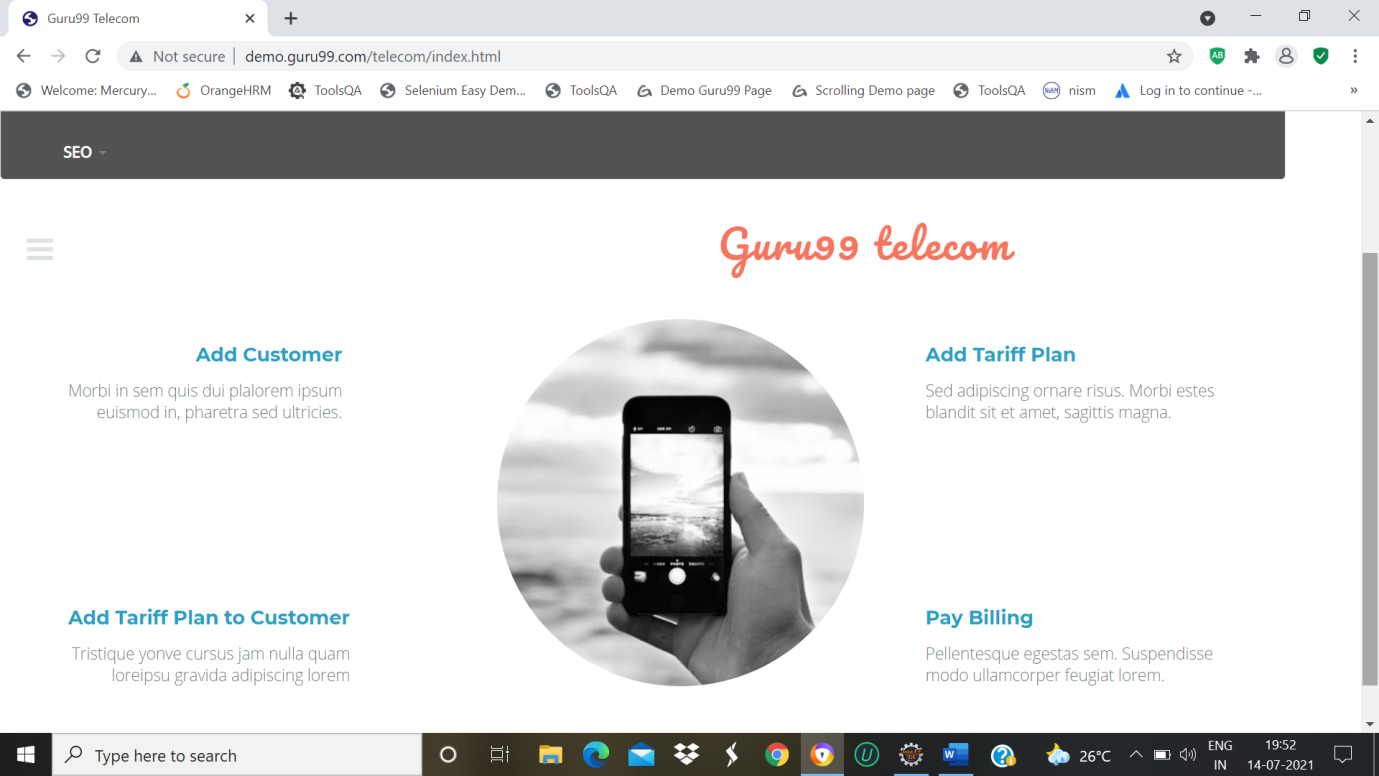 Guru99 Telecom
Not secure
demo.guru99.com/telecom/index.html
Welcome: Mercury...
OrangeHRM
ToolsQA
Selenium Easy Dem...
ToolsQA
Demo Guru99 Page
Scrolling Demo page
ToolsQA
nism
Log in to continue -...
SEO
Guru99 telecom
Add Customer
Morbi in sem quis dui plalorem ipsum
euismod in, pharetra sed ultricies.
Add Tariff Plan
Sed adipiscing ornare risus. Morbi estes
blandit sit et amet, sagittis magna.
Add Tariff Plan to Customer
Tristique yonve cursus jam nulla quam
loreipsu gravida adipiscing lorem
Pay Billing
Pellentesque egestas sem. Suspendisse
modo ullamcorper feugiat lorem.
Type here to search
26°C
ENG
IN
19:52
14-07-2021